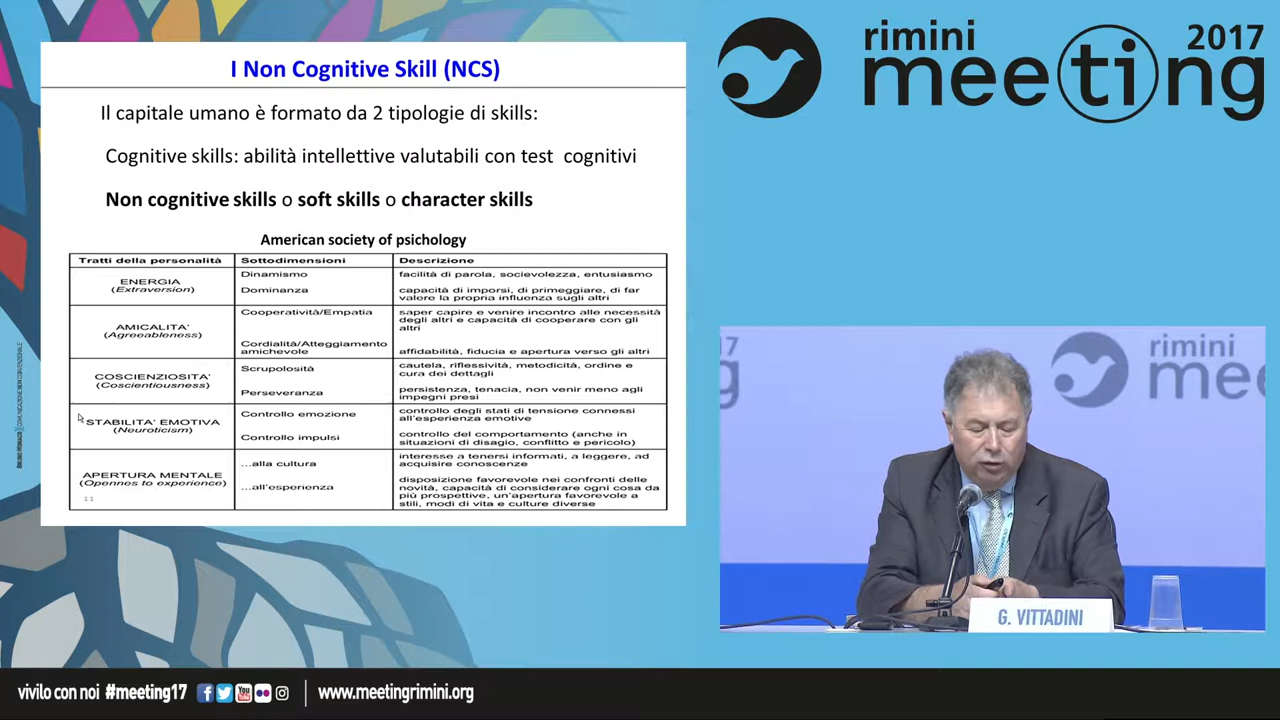 I Non Cognitive Skill (NCS)
Il capitale umano è formato da 2 tipologie di skills:
Cognitive skills: abilità intellettive valutabili con test cognitivi
Non cognitive skills o soft skills o character skills
American society of psichology
Tratti della personalità Sottodimensioni Descrizione
ENERGIA
(Extraversion)
Dinamismo
facilità di parola, socievolezza, entusiasmo
Dominanza
capacità di imporsi, di primeggiare, di far
valere la propria influenza sugli altri
AMICALITA'
(Agreeableness)
Cooperatività/Empatia
saper capire e venire incontro alle necessità
degli altri e capacità di cooperare con gli
altri
Cordialità/Atteggiamento
amichevole
affidabilità, fiducia e apertura verso gli altri
COSCIENZIOSITA'
(Coscientiousness)
Scrupolosità
cautela, riflessività, metodicità, ordine e
cura dei dettagli
Perseveranza
persistenza, tenacia, non venir meno agli
impegni presi
STABILITA' EMOTIVA
(Neuroticism)
Controllo emozione
controllo degli stati di tensione connessi
all'esperienza emotive
Controllo impulsi
controllo del comportamento (anche in
situazioni di disagio, conflitto e pericolo)
APERTURA MENTALE
(Opennes to experience)
...alla cultura
interesse a tenersi informati, a leggere, ad
acquisire conoscenze
...all'esperienza
disposizione favorevole nei confronti delle
novità, capacità di considerare ogni cosa da
più prospettive, un'apertura favorevole a
stili, modi di vita e culture diverse
11
rimini 2017
meeting
17
g
rimini
mee
G. VITTADINI
vivilo con noi #meeting17
You
Tube
www.meetingrimini.org